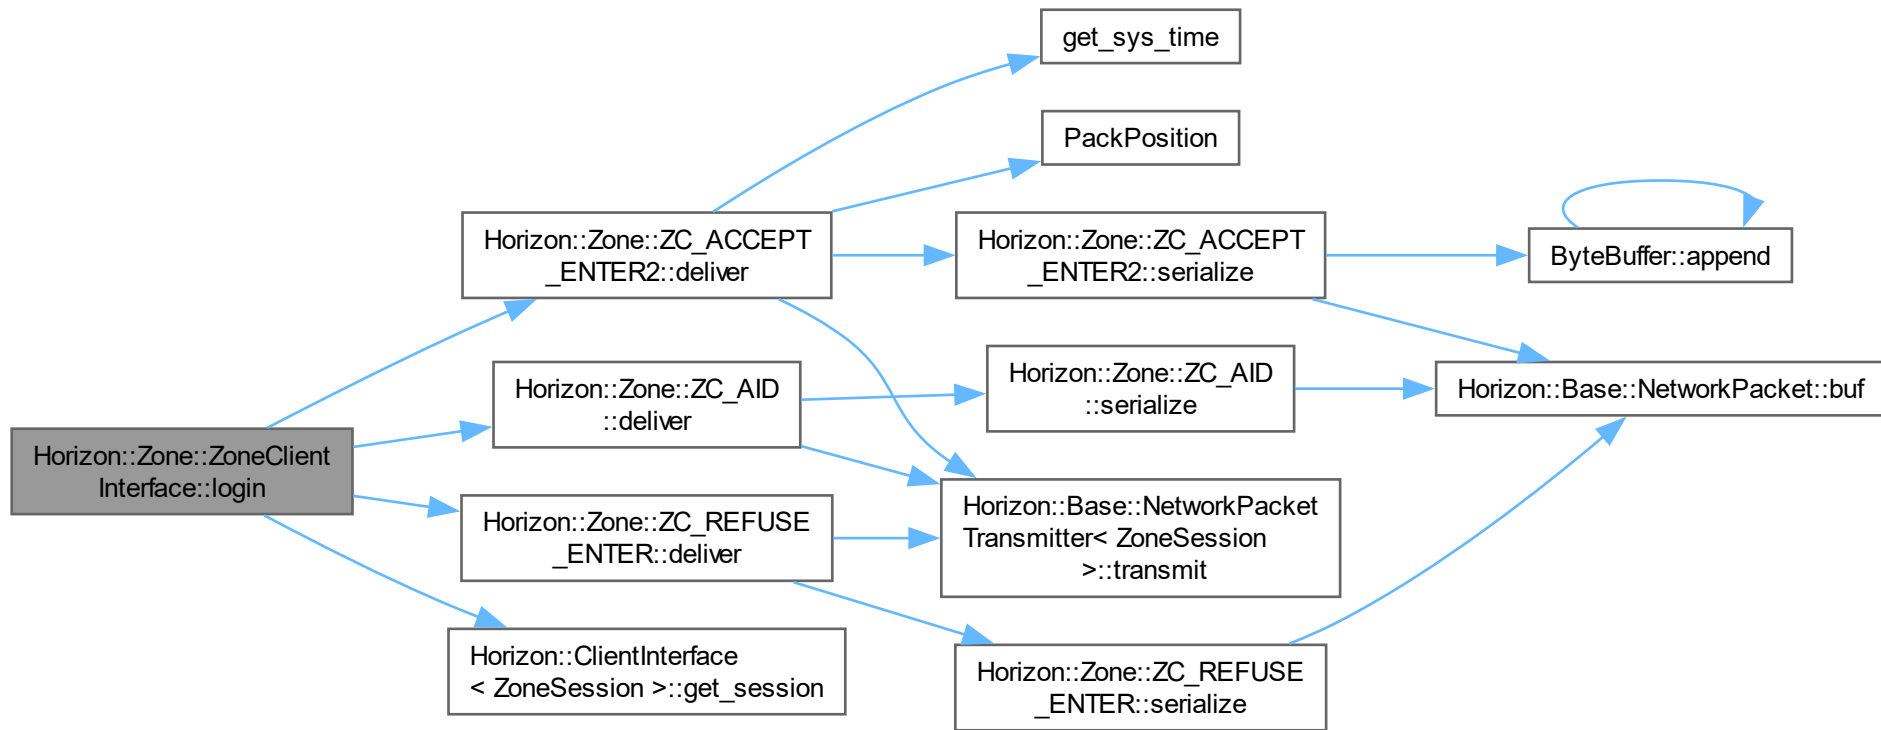 get_sys_time
PackPosition
Horizon::Zone::ZC_ACCEPT
_ENTER2::deliver
Horizon::Zone::ZC_ACCEPT
_ENTER2::serialize
ByteBuffer::append
Horizon::Zone::ZC_AID
::deliver
Horizon::Zone::ZC_AID
::serialize
Horizon::Base::NetworkPacket::buf
Horizon::Zone::ZoneClient
Interface::login
Horizon::Zone::ZC_REFUSE
_ENTER::deliver
Horizon::Base::NetworkPacket
Transmitter< ZoneSession
>::transmit
Horizon::ClientInterface
< ZoneSession >::get_session
Horizon::Zone::ZC_REFUSE
_ENTER::serialize